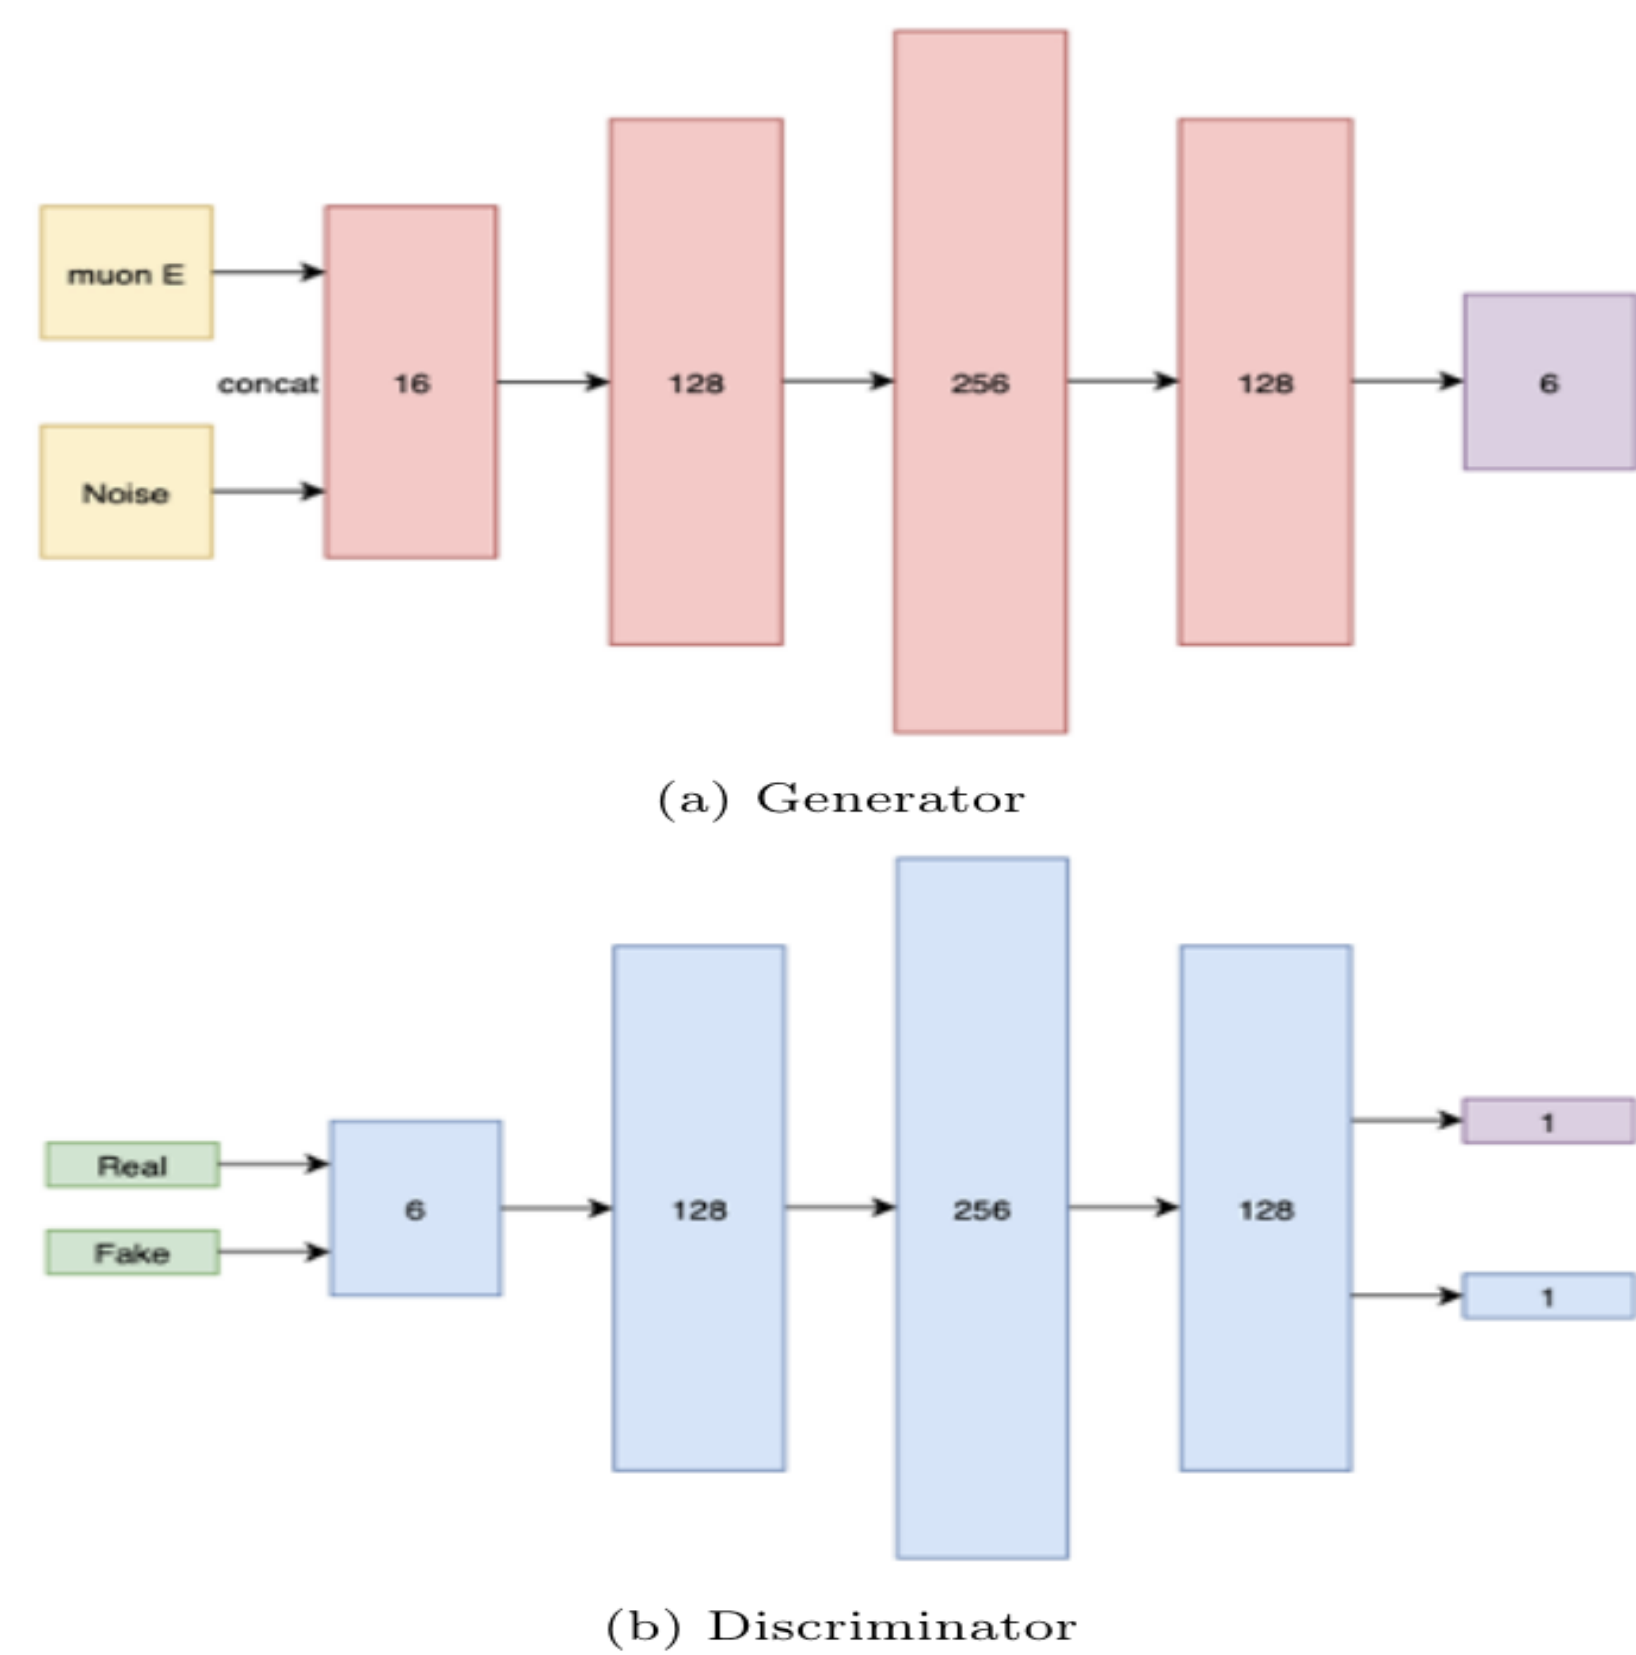 muon E
concat
Noise
16
128
256
128
6
(a) Generator
Real
Fake
6
128
256
128
1
1
(b) Discriminator